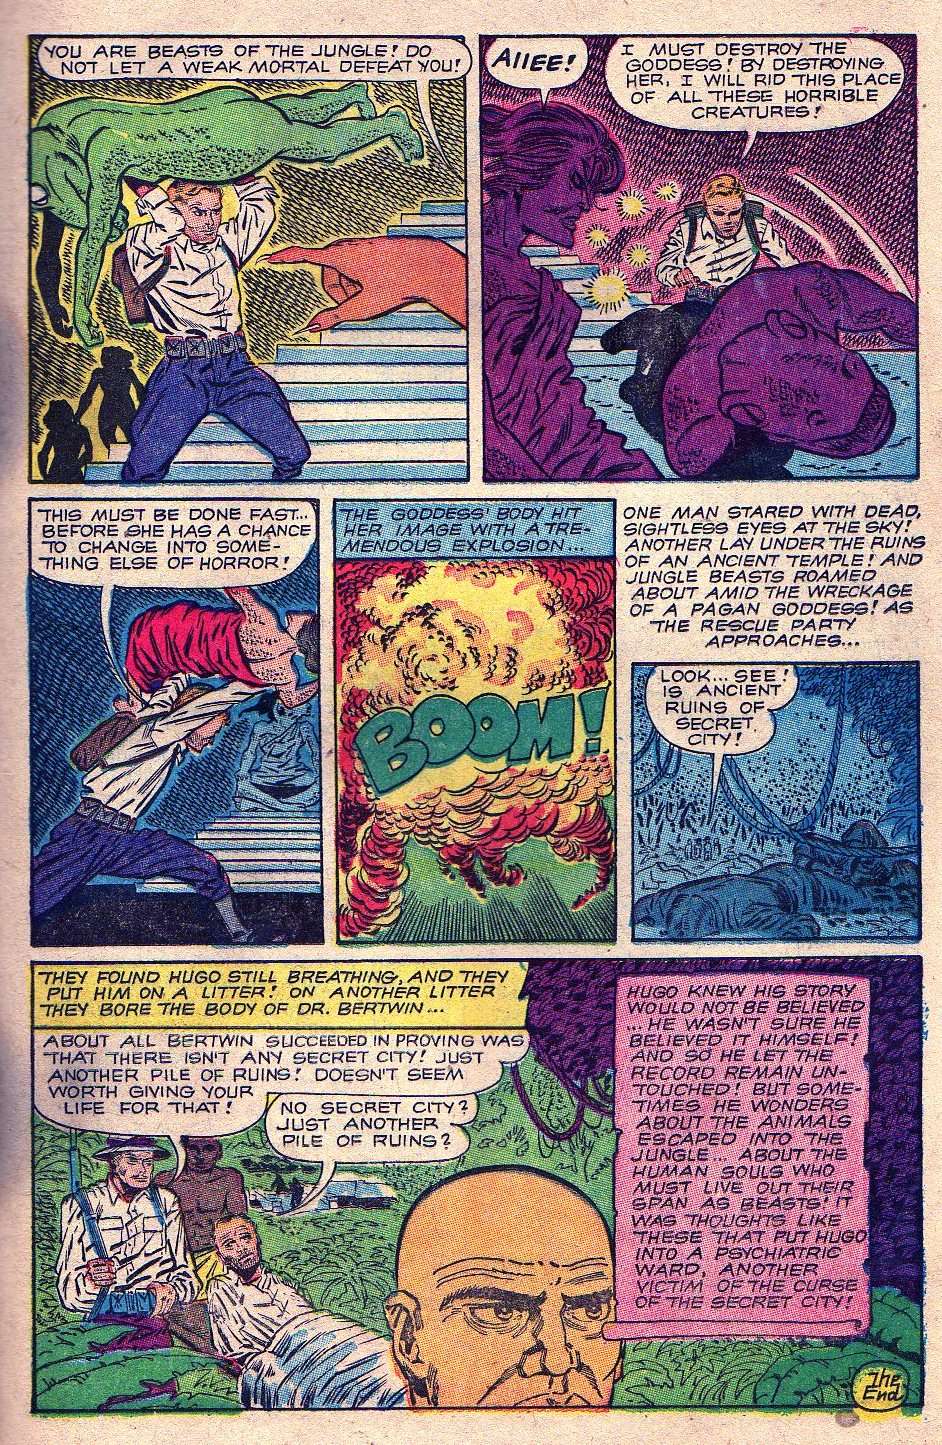 YOU ARE BEASTS OF THE JUNGLE! DO
NOT LET A WEAK MORTAL DEFEAT YOU!
AIIEE!
I MUST DESTROY THE
GODDESS! BY DESTROYING
HER, I WILL RID THIS PLACE
OF ALL THESE HORRIBLE
CREATURES!
THIS MUST BE DONE FAST...
BEFORE SHE HAS A CHANCE
TO CHANGE INTO SOME-
THING ELSE OF HORROR!
THE GODDESS' BODY HIT
HER IMAGE WITH A TRE-
MENDOUS EXPLOSION...
BOOM!
ONE MAN STARED WITH DEAD,
SIGHTLESS EYES AT THE SKY!
ANOTHER LAY UNDER THE RUINS
OF AN ANCIENT TEMPLE! AND
JUNGLE BEASTS ROAMED
ABOUT AMID THE WRECKAGE
OF A PAGAN GODDESS! AS
THE RESCUE PARTY
APPROACHES...
LOOK... SEE!
IS ANCIENT
RUINS OF
SECRET
CITY!
THEY FOUND HUGO STILL BREATHING, AND THEY
PUT HIM ON A LITTER! ON ANOTHER LITTER
THEY BORE THE BODY OF DR. BERTWIN...
ABOUT ALL BERTWIN SUCCEEDED IN PROVING WAS
THAT THERE ISN'T ANY SECRET CITY! JUST
ANOTHER PILE OF RUINS! DOESN'T SEEM
WORTH GIVING YOUR
LIFE FOR THAT!
NO SECRET CITY?
JUST ANOTHER
PILE OF RUINS?
HUGO KNEW HIS STORY
WOULD NOT BE BELIEVED
... HE WASN'T SURE HE
BELIEVED IT HIMSELF!
AND SO HE LET THE
RECORD REMAIN UN-
TOUCHED! BUT SOME-
TIMES HE WONDERS
ABOUT THE ANIMALS
ESCAPED INTO THE
JUNGLE... ABOUT THE
HUMAN SOULS WHO
MUST LIVE OUT THEIR
SPAN AS BEASTS! IT
WAS THOUGHTS LIKE
THESE THAT PUT HUGO
INTO A PSYCHIATRIC
WARD, ANOTHER
VICTIM OF THE CURSE
OF THE SECRET CITY!
The
End